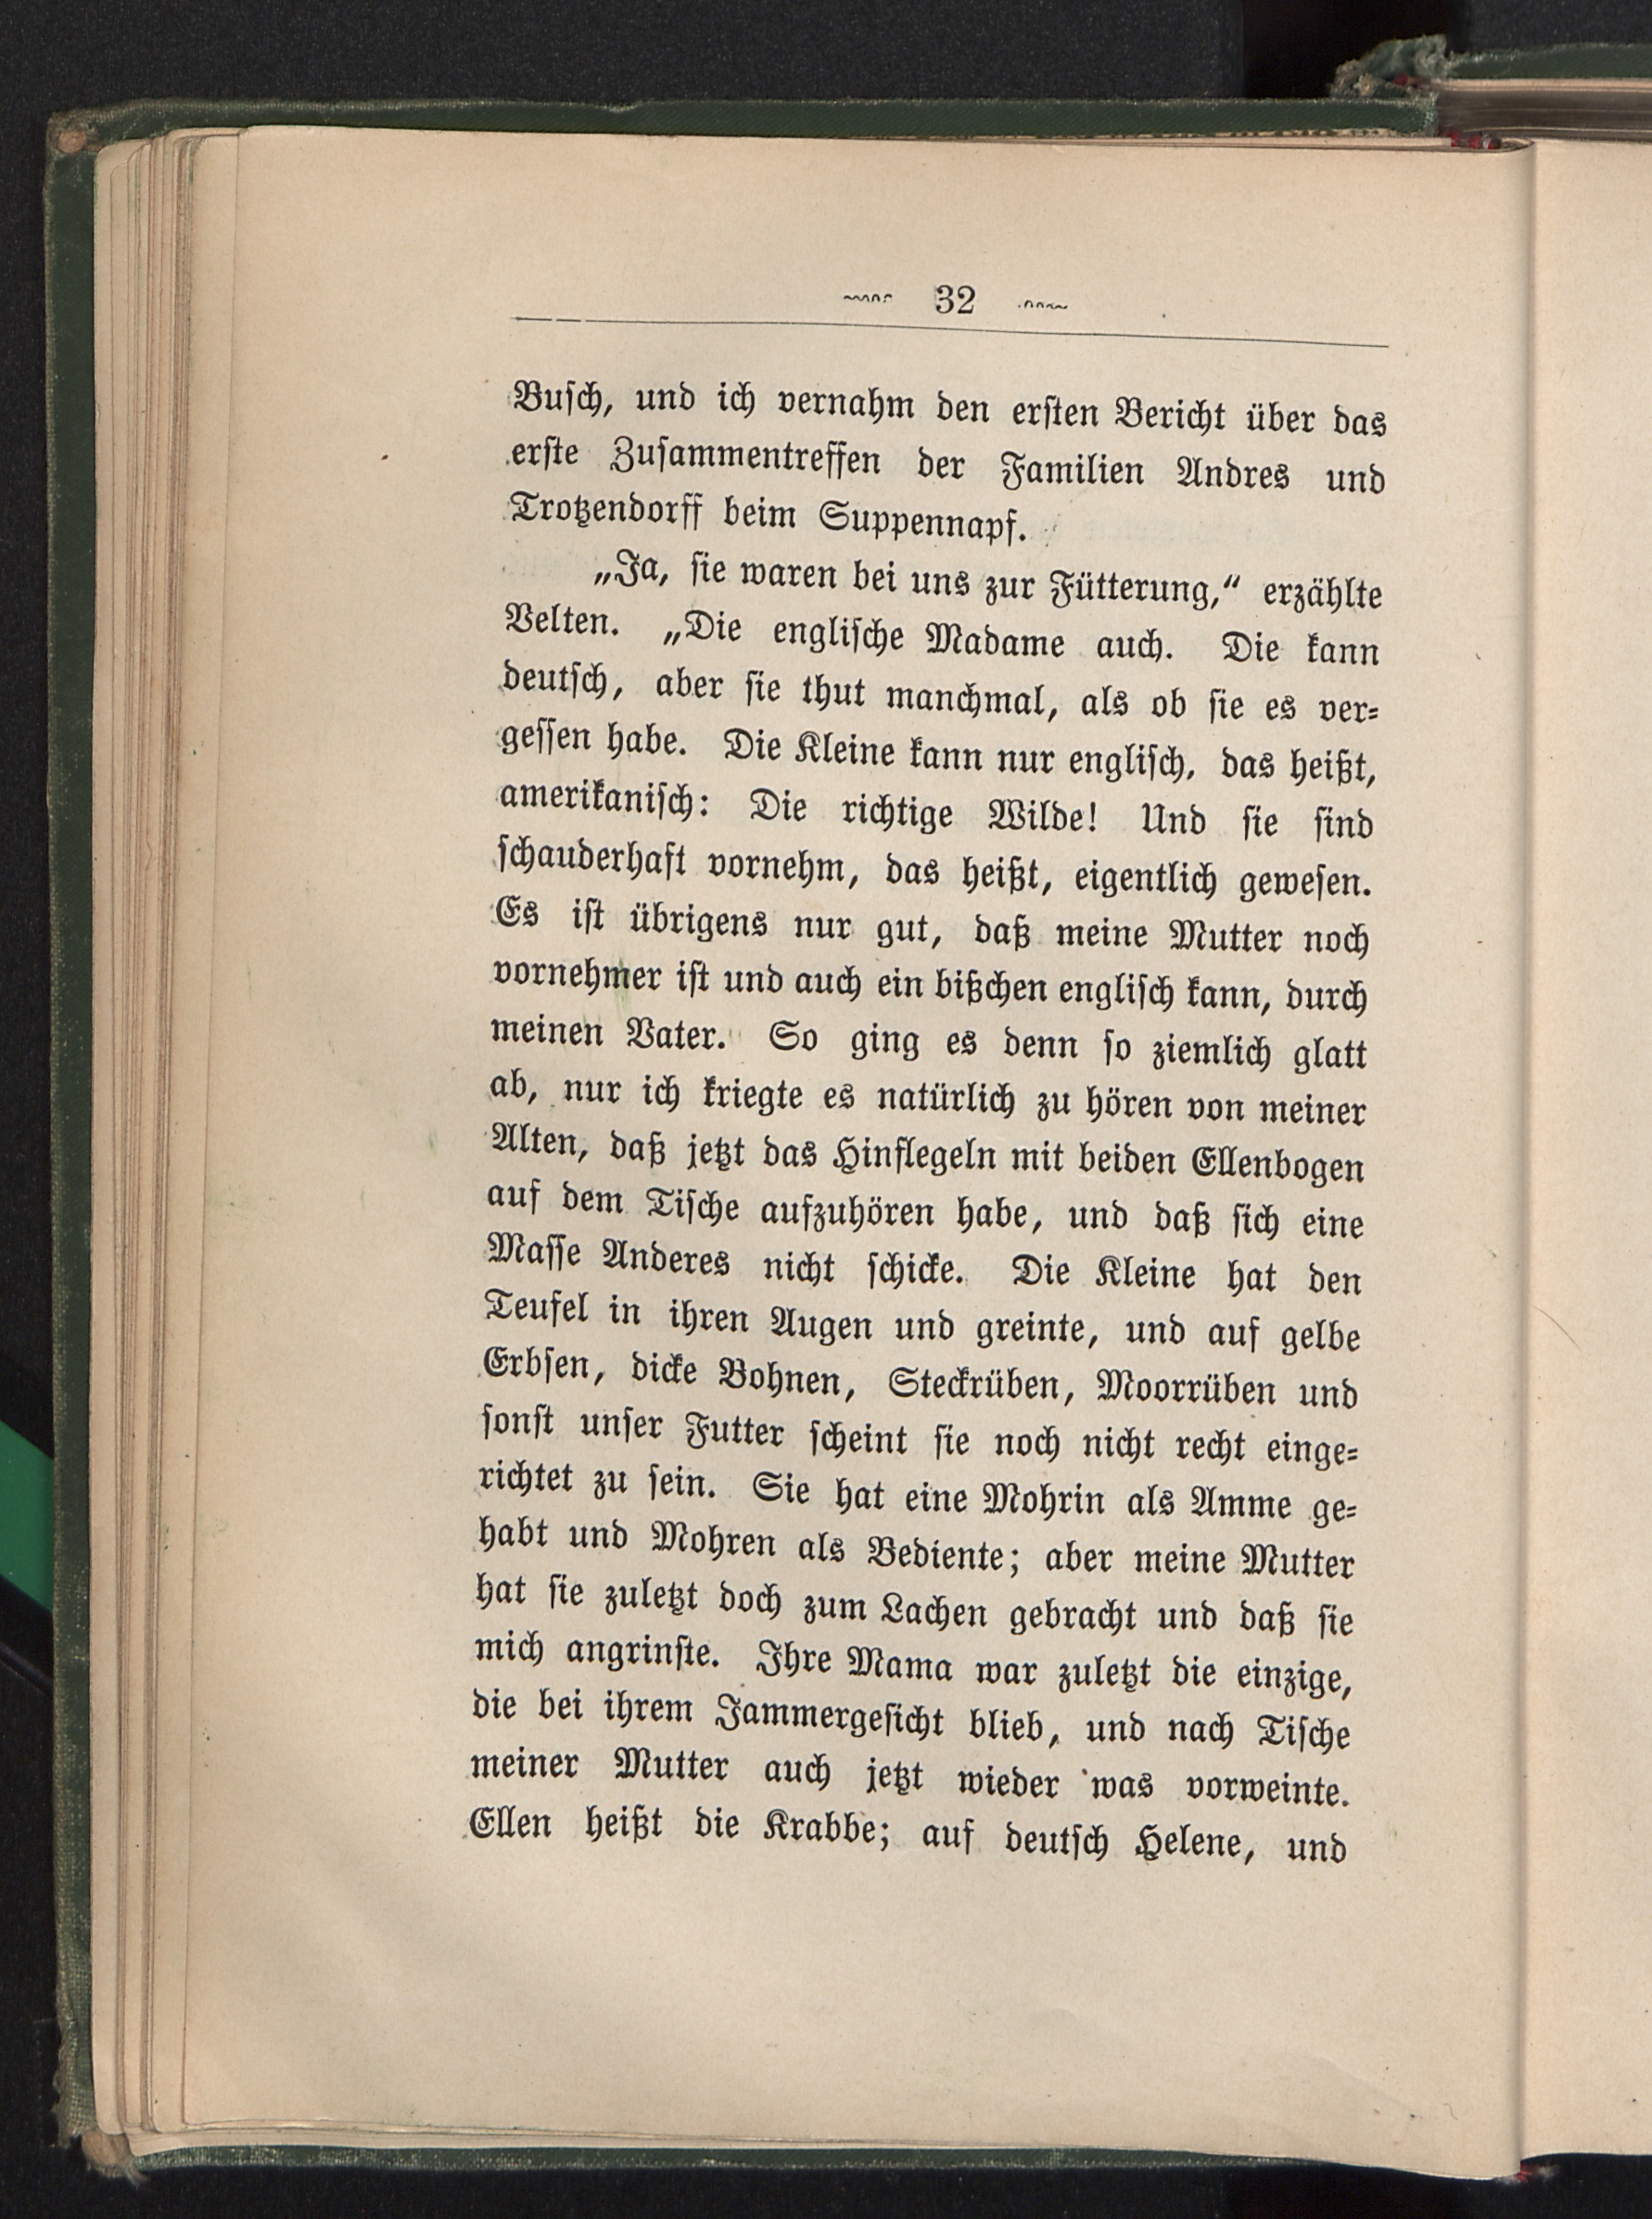 32
Busch, und ich vernahm den ersten Bericht über das
erste Zusammentreffen der Familien Andres und
Trotzendorff beim Suppennapf.
„Ja, sie waren bei uns zur Fütterung,“ erzählte
Velten. „Die englische Madame auch. Die kann
deutsch, aber sie thut manchmal, als ob sie es ver-
gessen habe. Die Kleine kann nur englisch, das heißt,
amerikanisch: Die richtige Wilde! Und sie sind
schauderhaft vornehm, das heißt, eigentlich gewesen.
Es ist übrigens nur gut, daß meine Mutter noch
vornehmer ist und auch ein bißchen englisch kann, durch
meinen Vater. So ging es denn so ziemlich glatt
ab, nur ich kriegte es natürlich zu hören von meiner
Alten, daß jetzt das Hinflegeln mit beiden Ellenbogen
auf dem Tische aufzuhören habe, und daß sich eine
Masse Anderes nicht schicke. Die Kleine hat den
Teufel in ihren Augen und greinte, und auf gelbe
Erbsen, dicke Bohnen, Steckrüben, Moorrüben und
sonst unser Futter scheint sie noch nicht recht einge-
richtet zu sein. Sie hat eine Mohrin als Amme ge-
habt und Mohren als Bediente; aber meine Mutter
hat sie zuletzt doch zum Lachen gebracht und daß sie
mich angrinste. Ihre Mama war zuletzt die einzige,
die bei ihrem Jammergesicht blieb, und nach Tische
meiner Mutter auch jetzt wieder was vorweinte.
Ellen heißt die Krabbe; auf deutsch Helene, und